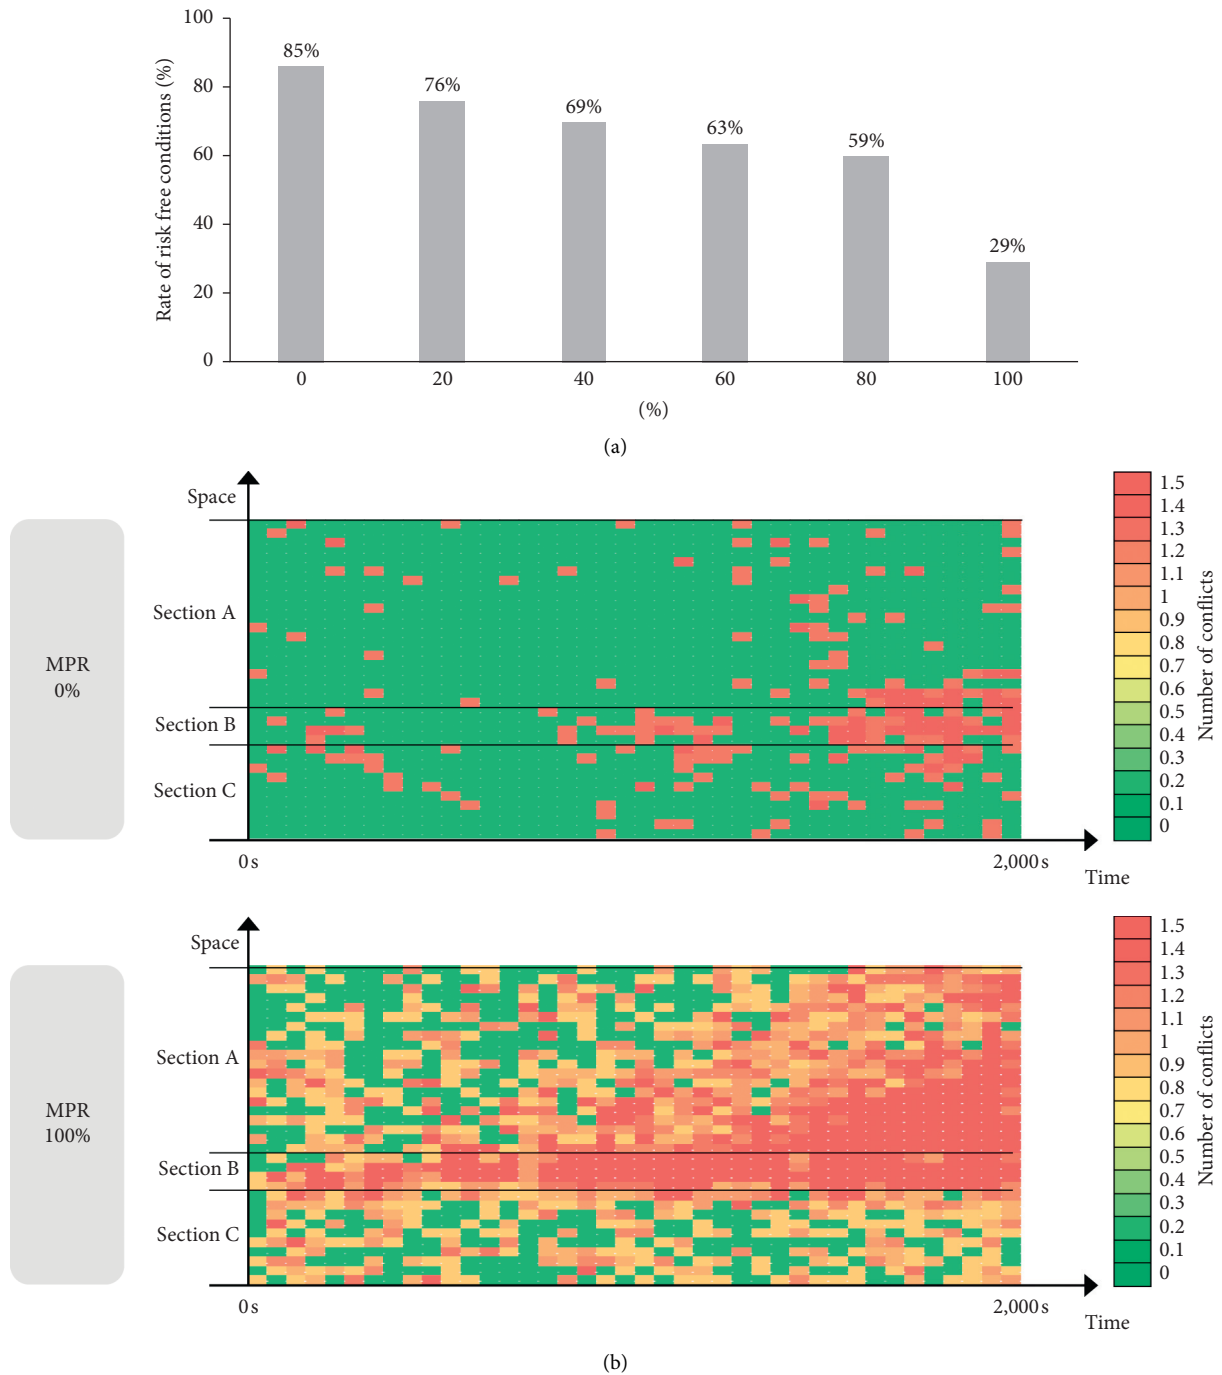 100
80
60
40
20
0
Rate of risk free conditions (%)
85%
76%
69%
63%
59%
29%
0
20
40
60
80
100
(%)
(a)
MPR
0%
Space
Section A
Section B
Section C
0 s
2,000 s
Time
1.5
1.4
1.3
1.2
1.1
1
0.9
0.8
0.7
0.6
0.5
0.4
0.3
0.2
0.1
0
Number of conflicts
MPR
100%
Space
Section A
Section B
Section C
0 s
2,000 s
Time
1.5
1.4
1.3
1.2
1.1
1
0.9
0.8
0.7
0.6
0.5
0.4
0.3
0.2
0.1
0
Number of conflicts
(b)